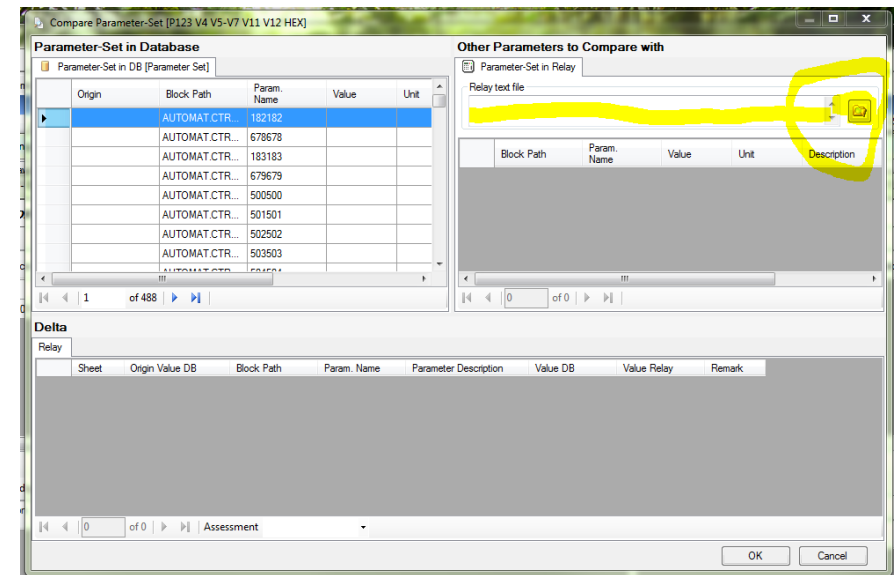 Compare Parameter-Set [P123 V4 V5-V7 V11 V12 HEX]
Parameter-Set in Database
Parameter-Set in DB [Parameter Set]
Origin Block Path Param. Name Value Unit
AUTOMAT.CTR... 182182
AUTOMAT.CTR... 678678
AUTOMAT.CTR... 183183
AUTOMAT.CTR... 679679
AUTOMAT.CTR... 500500
AUTOMAT.CTR... 501501
AUTOMAT.CTR... 502502
AUTOMAT.CTR... 503503
1 of 488
Other Parameters to Compare with
Parameter-Set in Relay
Relay text file
Block Path Param. Name Value Unit Description
0 of 0
Delta
Relay
Sheet Origin Value DB Block Path Param. Name Parameter Description Value DB Value Relay Remark
0 of 0 Assessment
OK Cancel